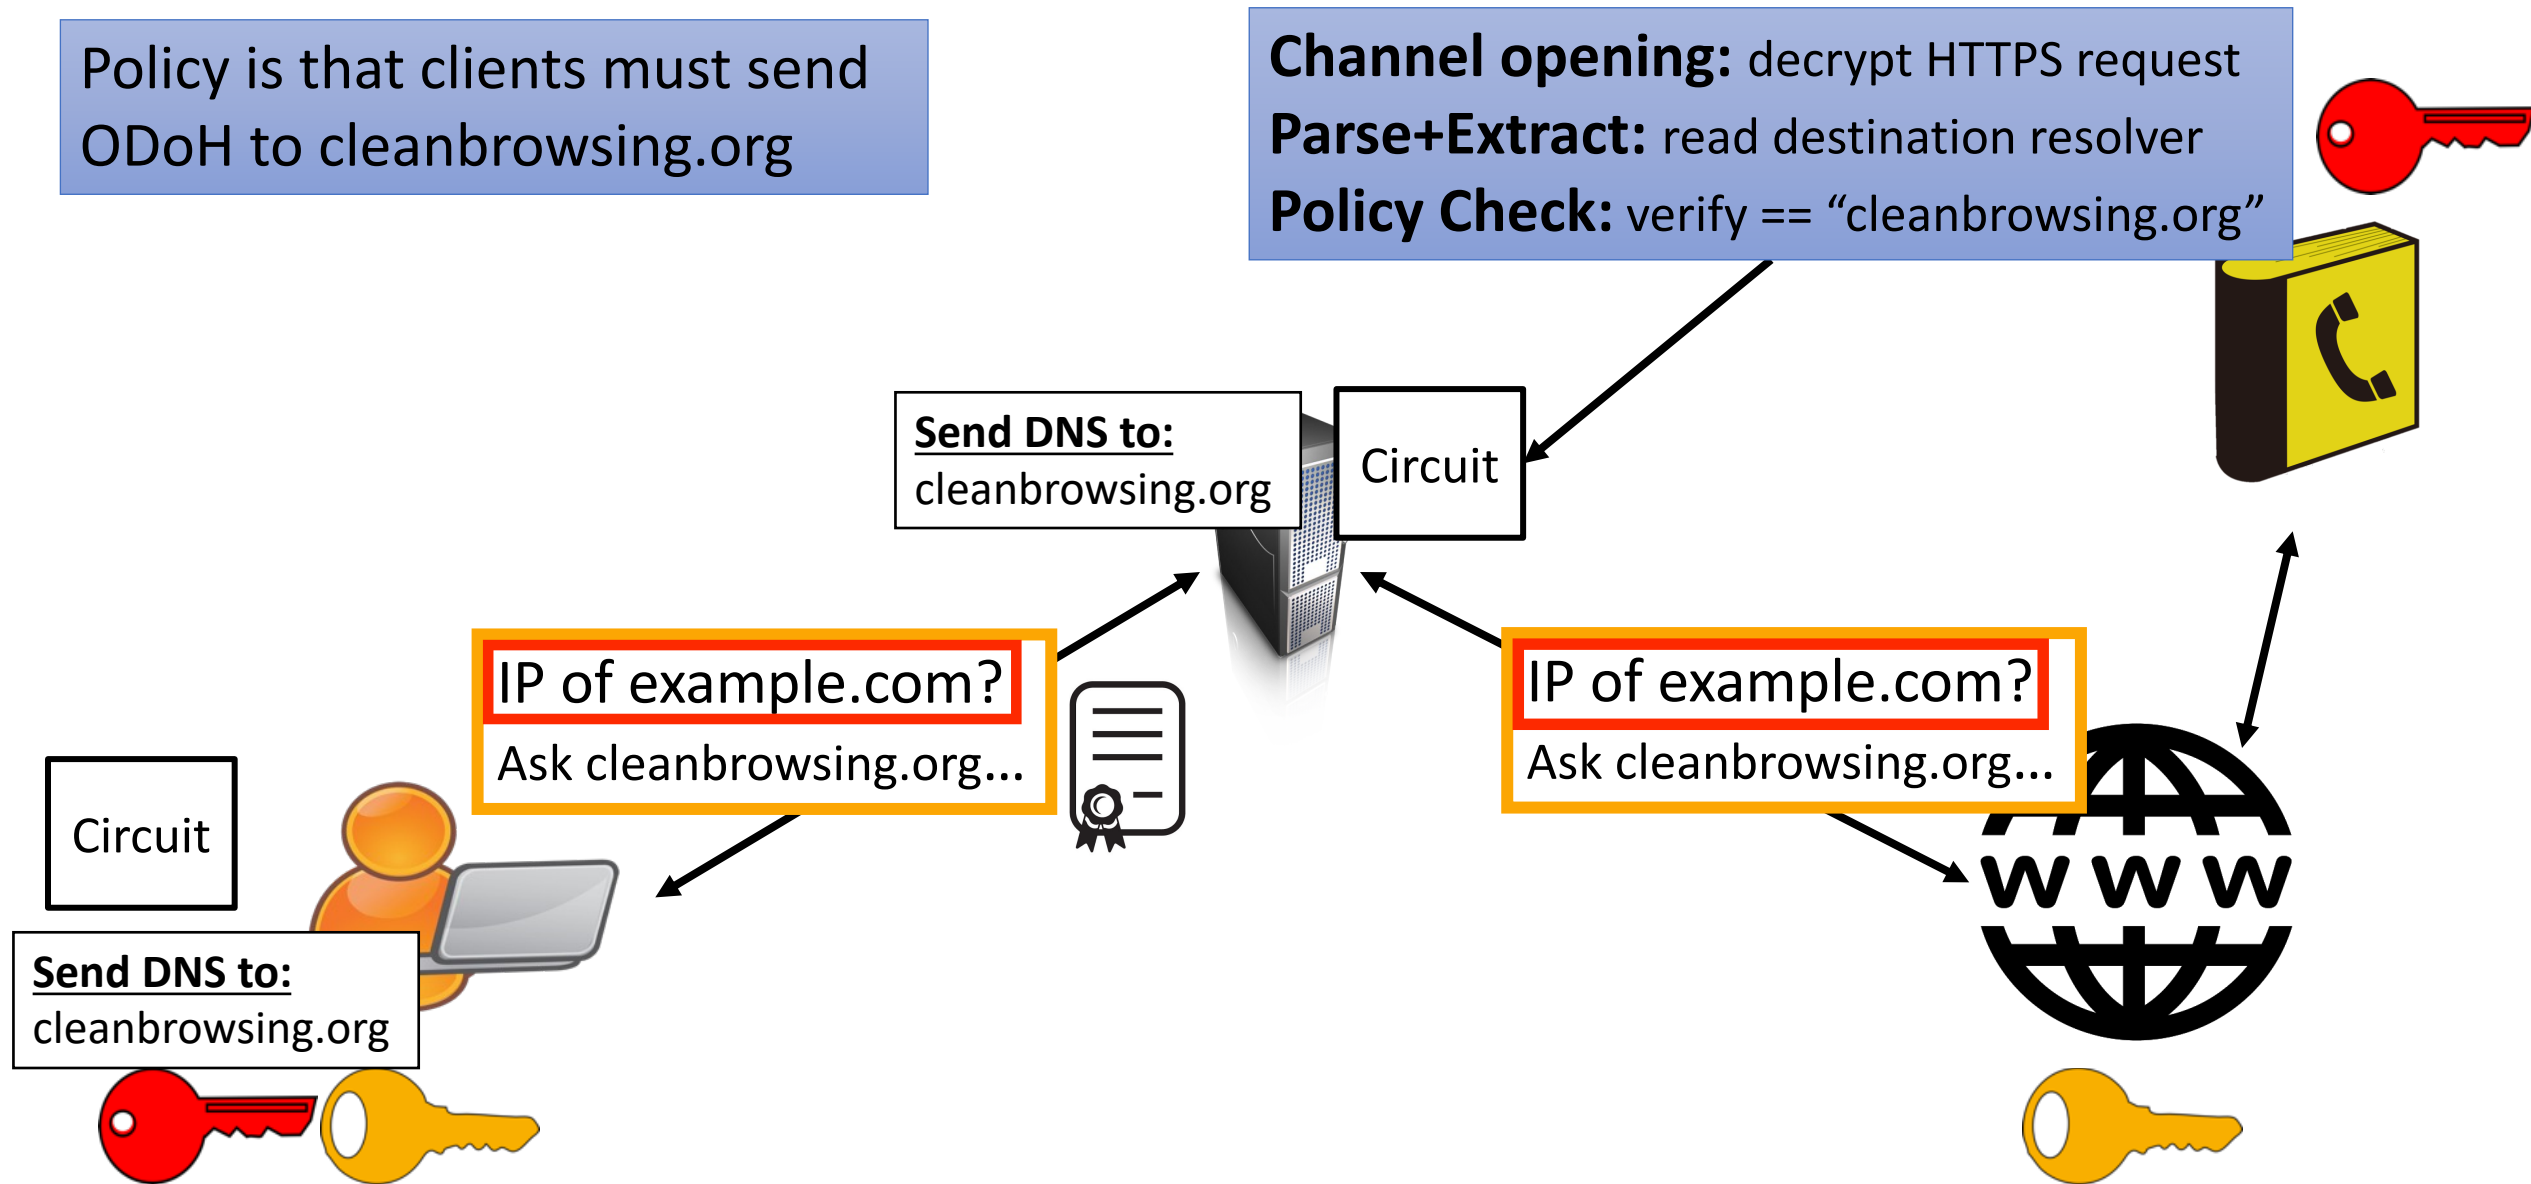 Policy is that clients must send
ODoH to cleanbrowsing.org
Channel opening: decrypt HTTPS request
Parse+Extract: read destination resolver
Policy Check: verify == “cleanbrowsing.org”
Send DNS to:
cleanbrowsing.org
Circuit
IP of example.com?
Ask cleanbrowsing.org...
IP of example.com?
Ask cleanbrowsing.org...
Circuit
Send DNS to:
cleanbrowsing.org
WWW